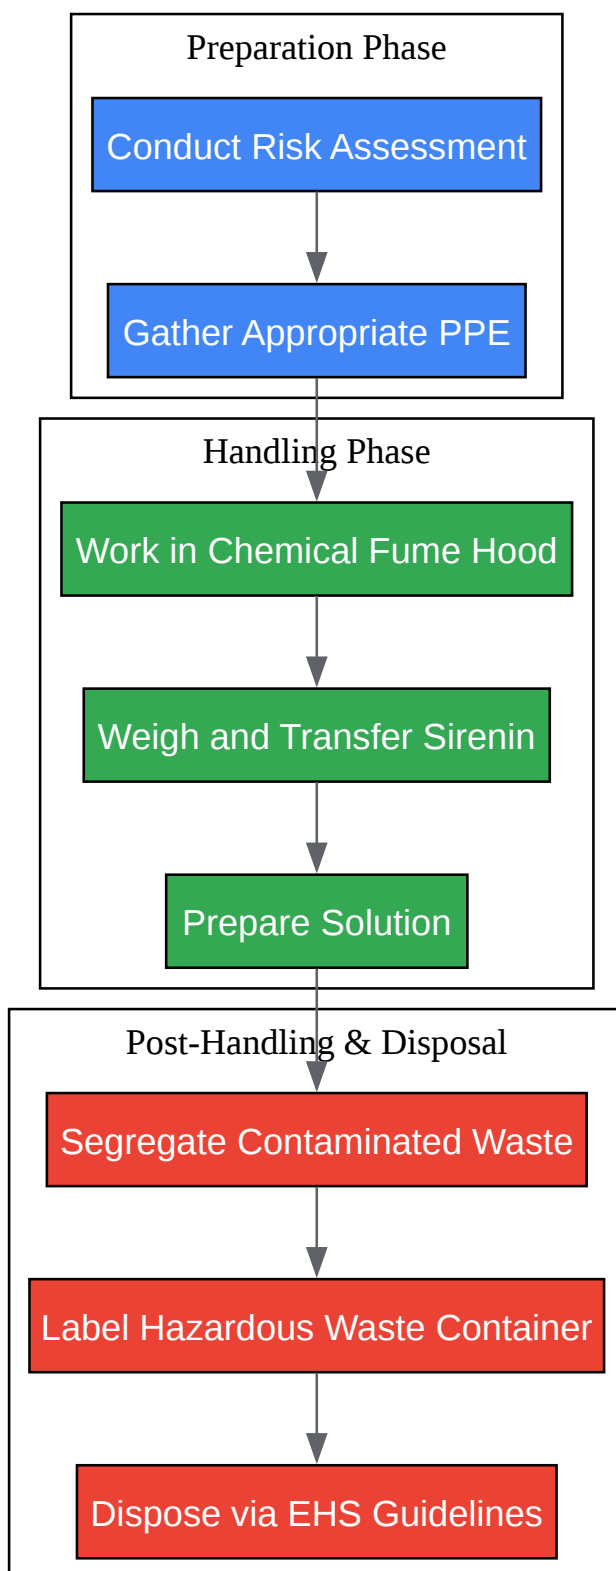 Preparation Phase
Conduct Risk Assessment
Gather Appropriate PPE
Handling Phase
Work in Chemical Fume Hood
Weigh and Transfer Sirenin
Prepare Solution
Post-Handling & Disposal
Segregate Contaminated Waste
Label Hazardous Waste Container
Dispose via EHS Guidelines